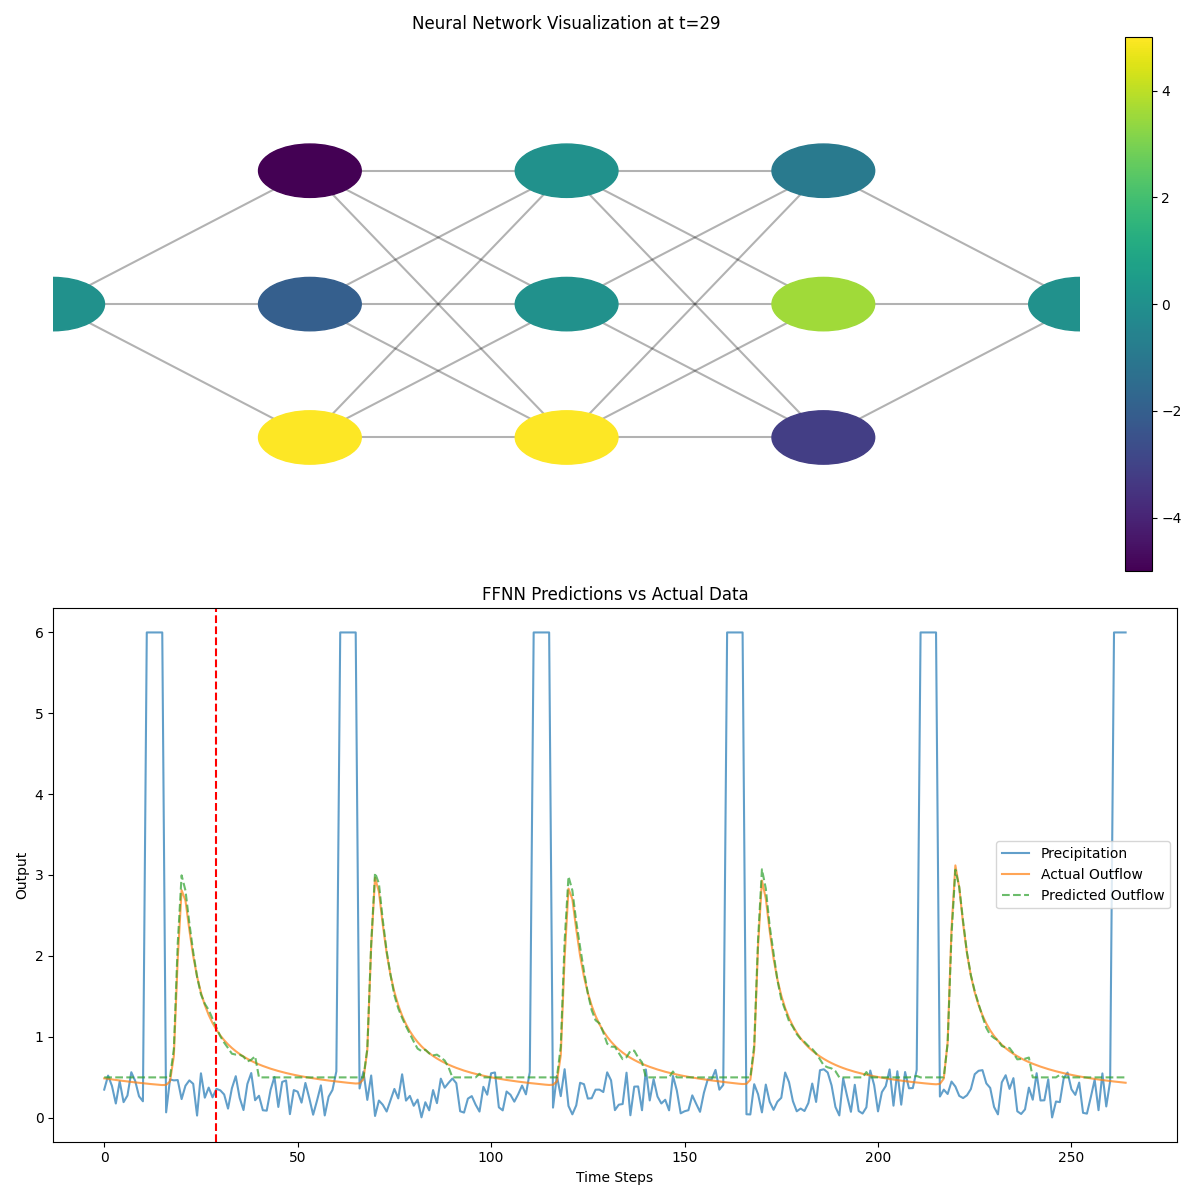 Neural Network Visualization at t=29
4
2
0
−2
−4
FFNN Predictions vs Actual Data
6
5
4
3
2
1
0
Output
Precipitation
Actual Outflow
Predicted Outflow
0 50 100 150 200 250
Time Steps